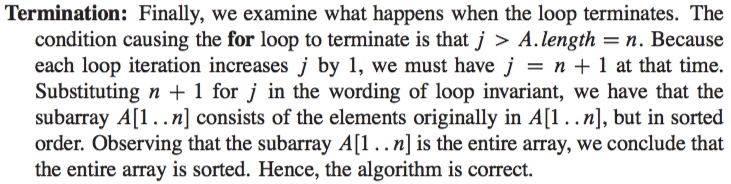 Termination: Finally, we examine what happens when the loop terminates. The
condition causing the for loop to terminate is that j > A.length = n. Because
each loop iteration increases j by 1, we must have j = n + 1 at that time.
Substituting n + 1 for j in the wording of loop invariant, we have that the
subarray A[1 . . n] consists of the elements originally in A[1 . . n], but in sorted
order. Observing that the subarray A[1 . . n] is the entire array, we conclude that
the entire array is sorted. Hence, the algorithm is correct.